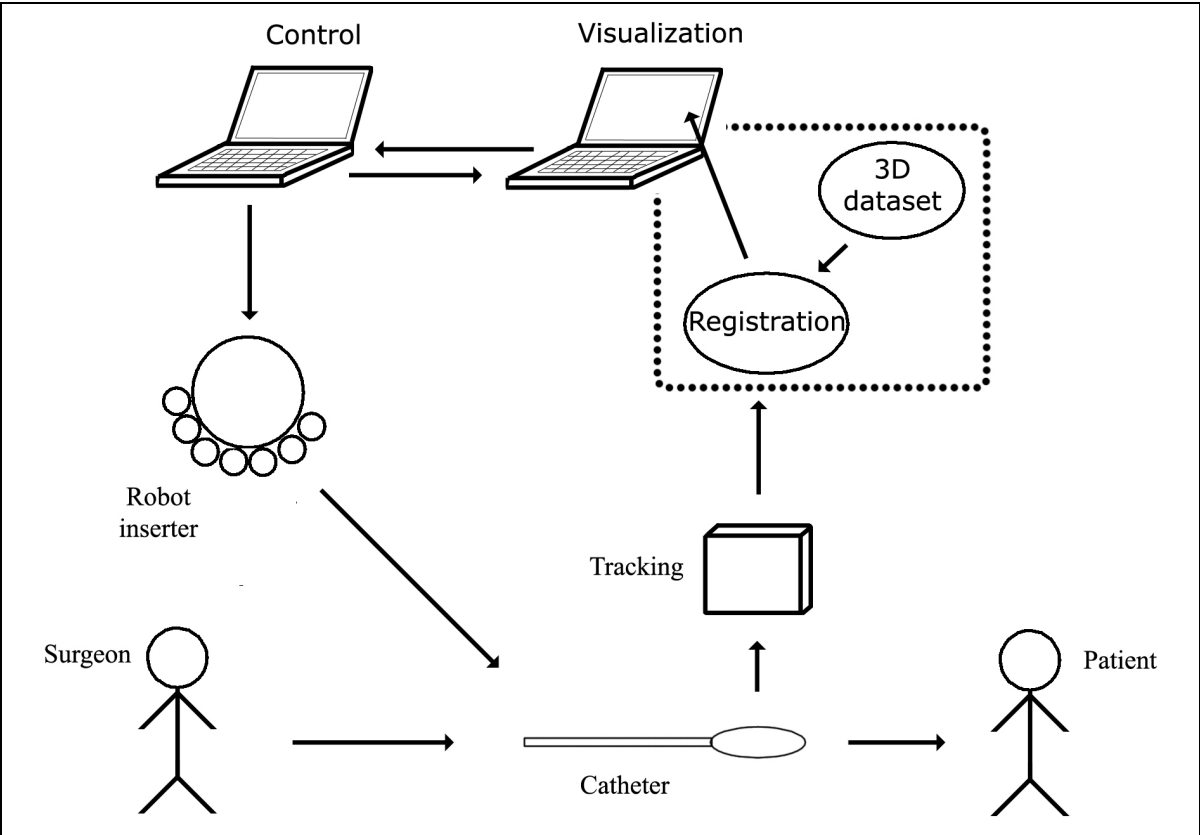 Control
Visualization
3D
dataset
Registration
Robot
inserter
Tracking
Surgeon
Patient
Catheter